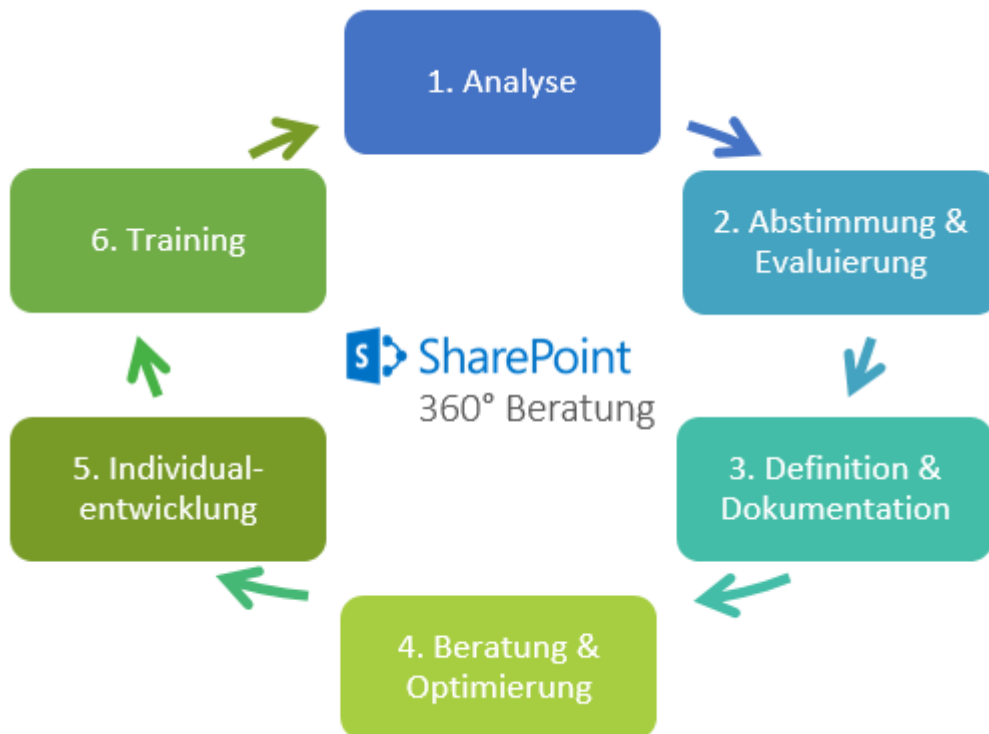 1. Analyse
2. Abstimmung &
Evaluierung
3. Definition &
Dokumentation
4. Beratung &
Optimierung
5. Individual-
entwicklung
6. Training
S SharePoint
360° Beratung